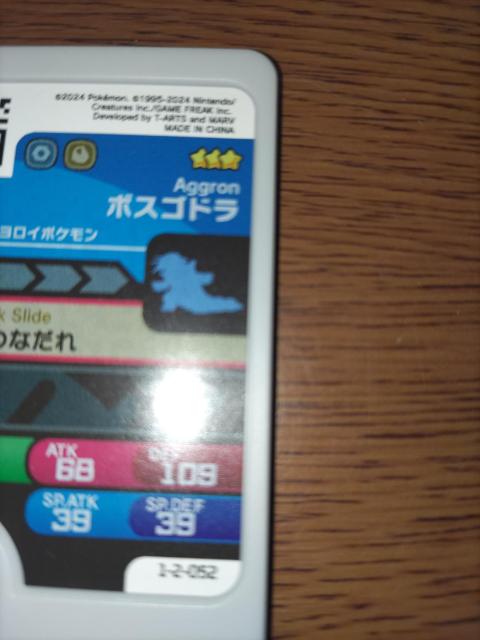 ©2024 Pokémon. ©1995-2024 Nintendo/
Creatures Inc./GAME FREAK inc.
Developed by T-ARTS and MARV
MADE IN CHINA
Aggron
ボスゴドラ
ヨロイポケモン
k Slide
のなだれ
ATK
68
DEF
109
SP.ATK
39
SP.DEF
39
1-2-052